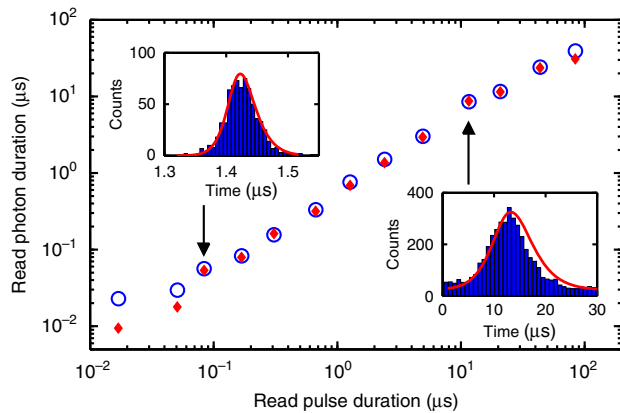 10²
10¹
10⁰
10⁻¹
10⁻²
Read photon duration (μs)
10⁻² 10⁻¹ 10⁰ 10¹ 10²
Read pulse duration (μs)
100
50
0
Counts
1.3 1.4 1.5
Time (μs)
400
200
0
Counts
0 10 20 30
Time (μs)